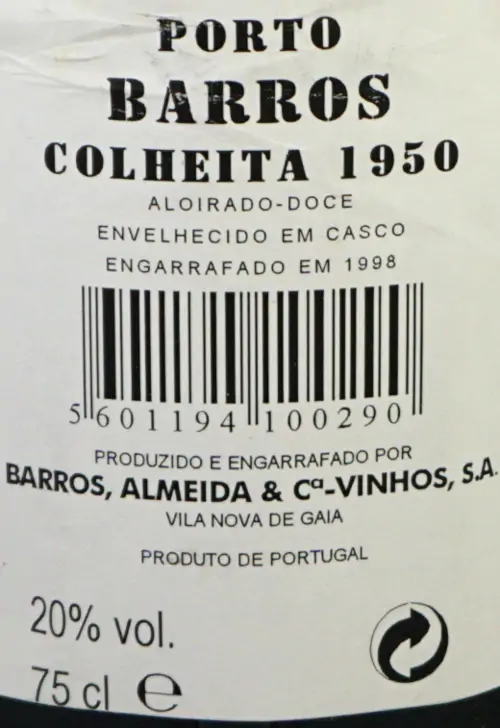 PORTO
BARROS
COLHEITA 1950
ALOIRADO-DOCE
ENVELHECIDO EM CASCO
ENGARRAFADO EM 1998
5 601194 100290
PRODUZIDO E ENGARRAFADO POR
BARROS, ALMEIDA & Cª-VINHOS, S.A.
VILA NOVA DE GAIA
PRODUTO DE PORTUGAL
20% vol.
75 cl ℮